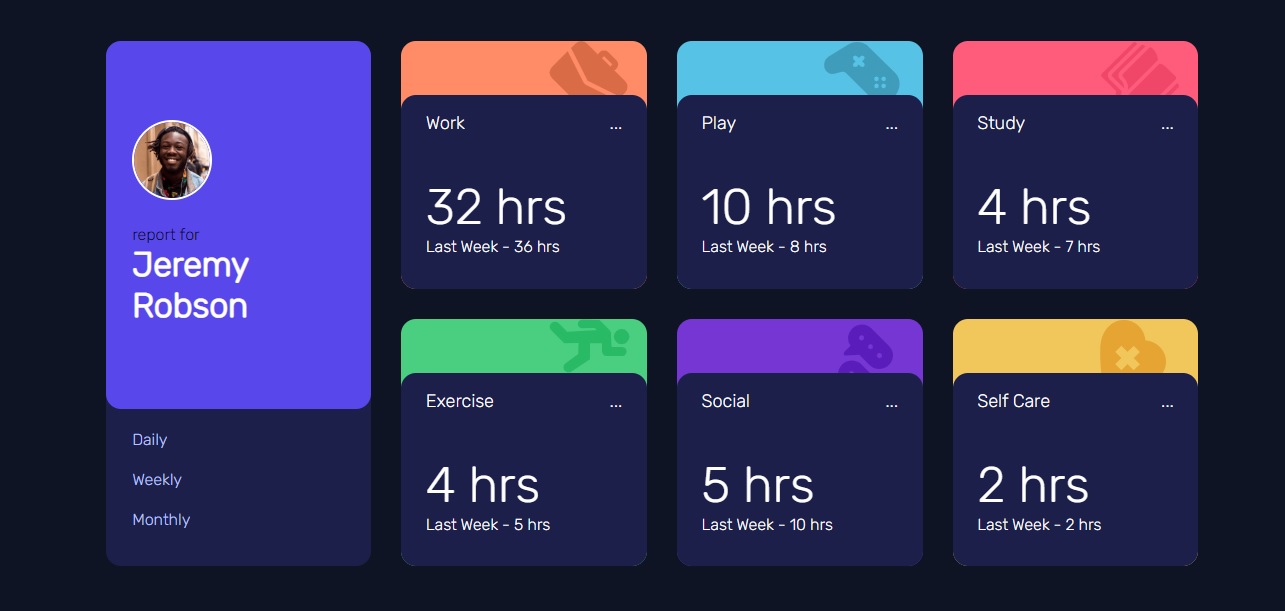 report for
Jeremy
Robson
Daily
Weekly
Monthly
Work ...
32 hrs
Last Week - 36 hrs
Play ...
10 hrs
Last Week - 8 hrs
Study ...
4 hrs
Last Week - 7 hrs
Exercise ...
4 hrs
Last Week - 5 hrs
Social ...
5 hrs
Last Week - 10 hrs
Self Care ...
2 hrs
Last Week - 2 hrs